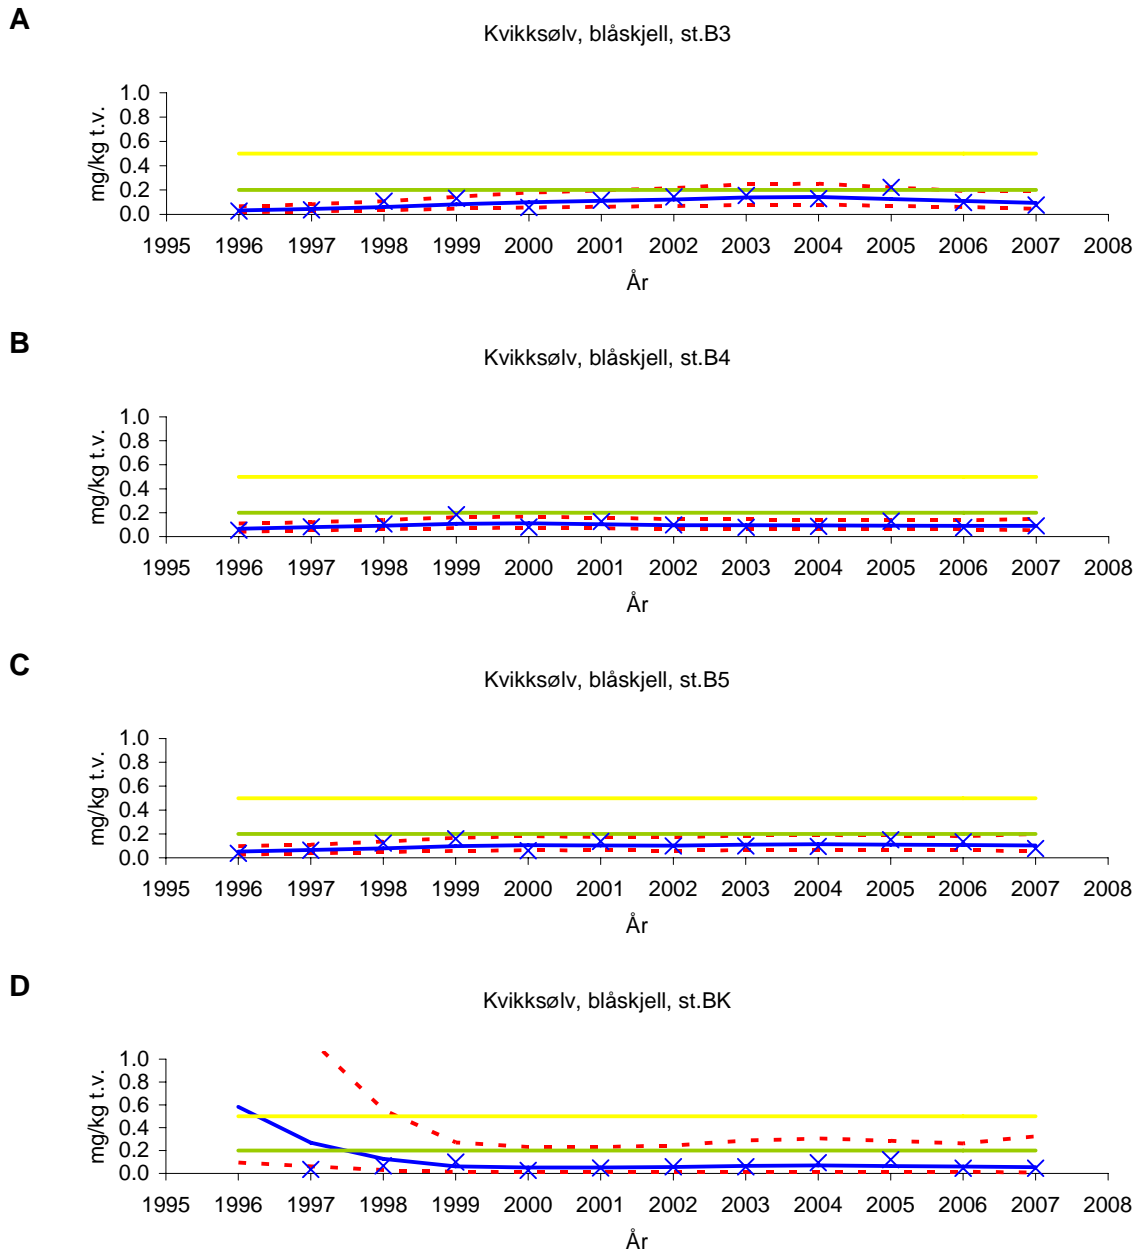 A
Kvikksølv, blåskjell, st.B3
mg/kg t.v.
1.0
0.8
0.6
0.4
0.2
0.0
1995 1996 1997 1998 1999 2000 2001 2002 2003 2004 2005 2006 2007 2008
År
B
Kvikksølv, blåskjell, st.B4
mg/kg t.v.
1.0
0.8
0.6
0.4
0.2
0.0
1995 1996 1997 1998 1999 2000 2001 2002 2003 2004 2005 2006 2007 2008
År
C
Kvikksølv, blåskjell, st.B5
mg/kg t.v.
1.0
0.8
0.6
0.4
0.2
0.0
1995 1996 1997 1998 1999 2000 2001 2002 2003 2004 2005 2006 2007 2008
År
D
Kvikksølv, blåskjell, st.BK
mg/kg t.v.
1.0
0.8
0.6
0.4
0.2
0.0
1995 1996 1997 1998 1999 2000 2001 2002 2003 2004 2005 2006 2007 2008
År